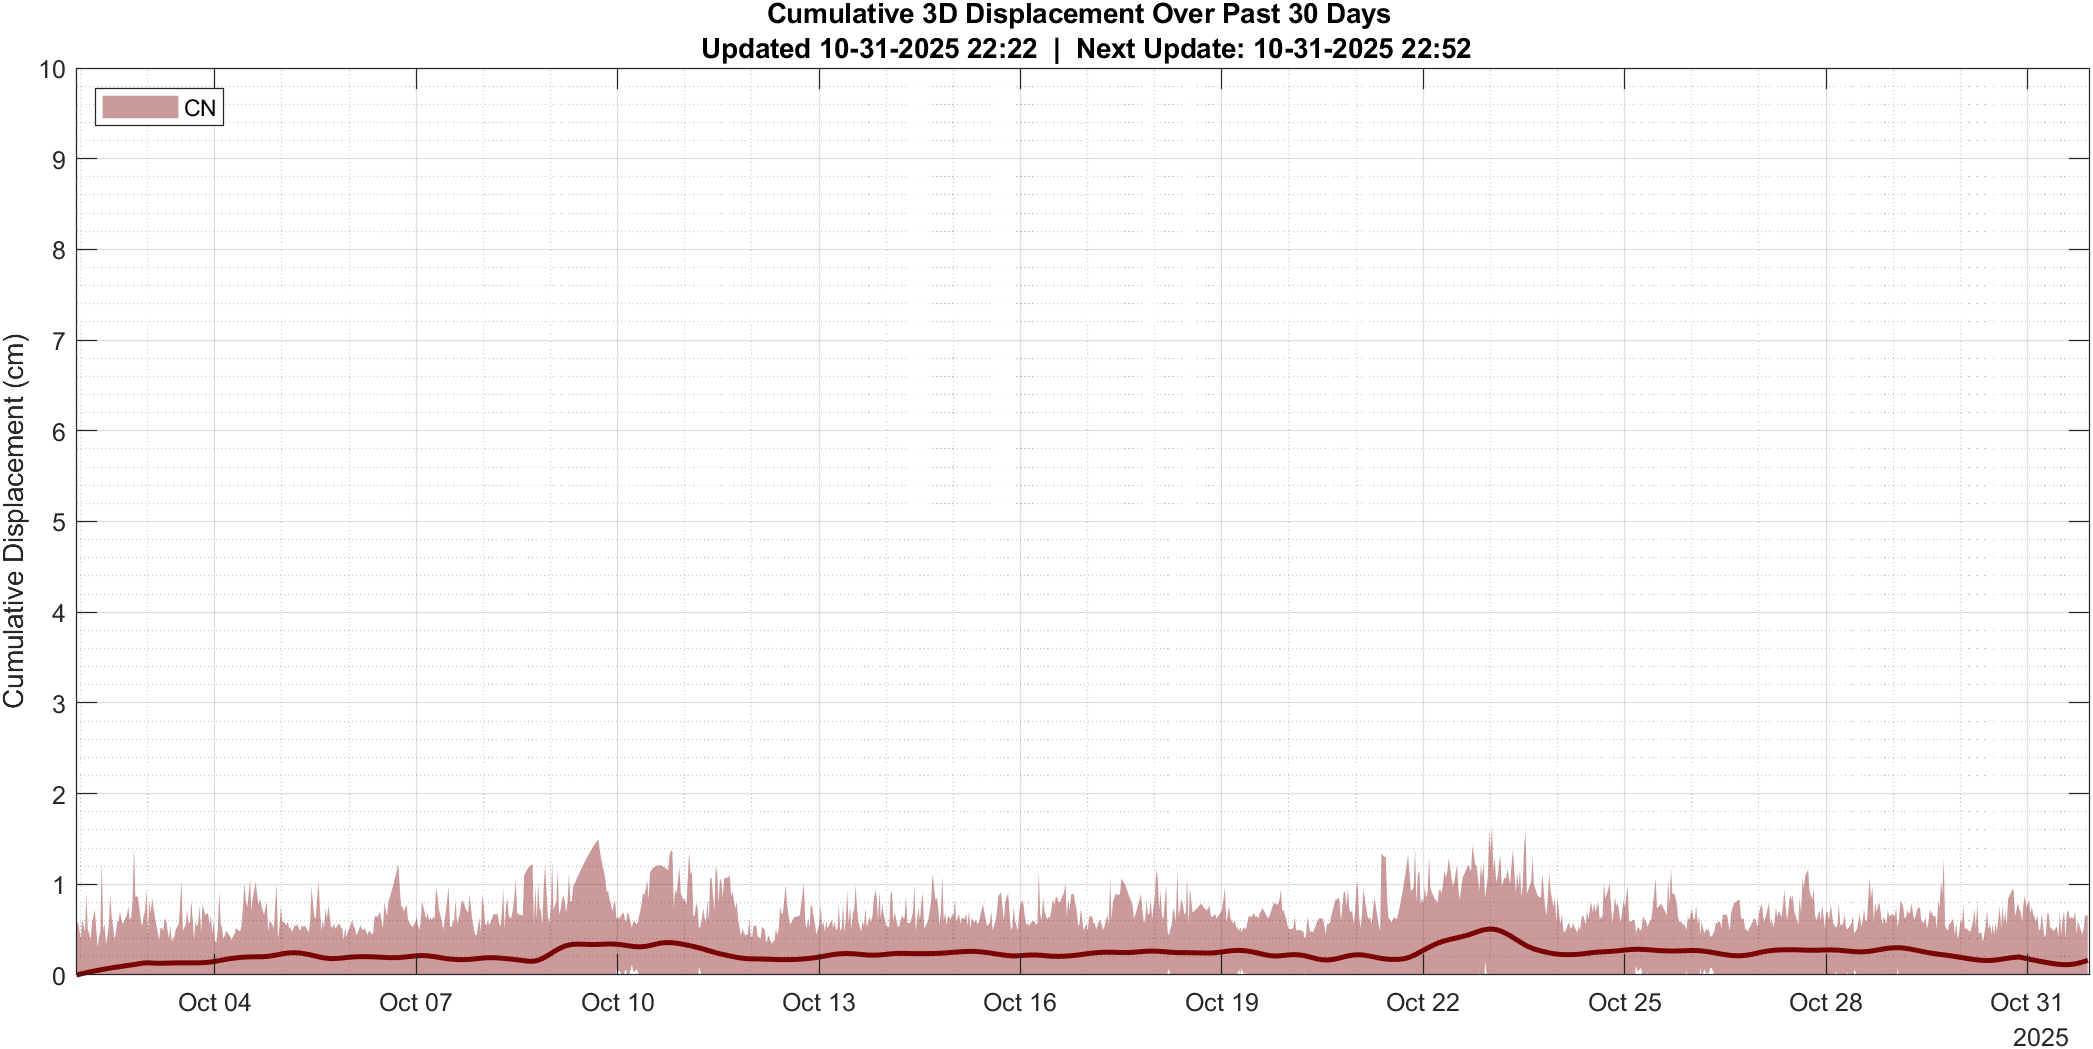 Cumulative 3D Displacement Over Past 30 Days
Updated 10-31-2025 22:22  |  Next Update: 10-31-2025 22:52
CN
Cumulative Displacement (cm)
10
9
8
7
6
5
4
3
2
1
0
Oct 04
Oct 07
Oct 10
Oct 13
Oct 16
Oct 19
Oct 22
Oct 25
Oct 28
Oct 31
2025